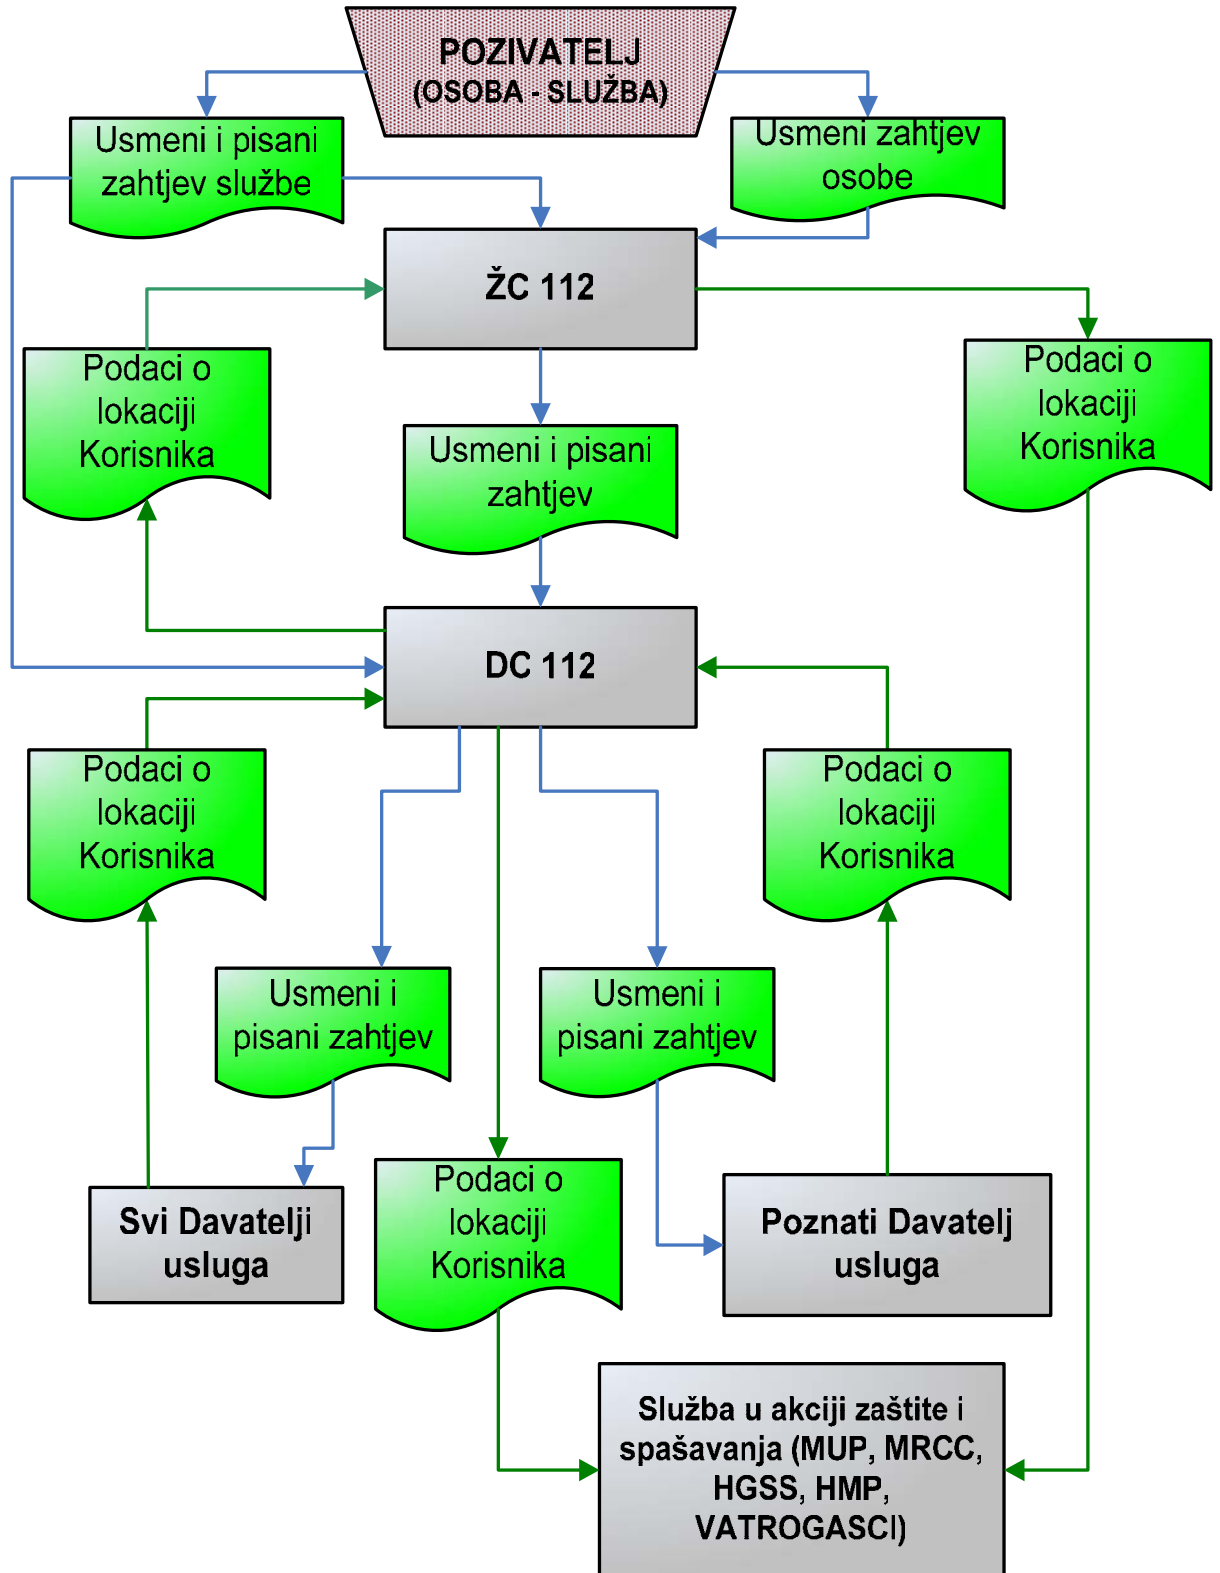 POZIVATELJ
(OSOBA - SLUŽBA)
Usmeni i pisani
zahtjev službe
Usmeni zahtjev
osobe
ŽC 112
Podaci o
lokaciji
Korisnika
Podaci o
lokaciji
Korisnika
Usmeni i pisani
zahtjev
DC 112
Podaci o
lokaciji
Korisnika
Podaci o
lokaciji
Korisnika
Usmeni i
pisani zahtjev
Usmeni i
pisani zahtjev
Podaci o
lokaciji
Korisnika
Svi Davatelji
usluga
Poznati Davatelj
usluga
Služba u akciji zaštite i
spašavanja (MUP, MRCC,
HGSS, HMP,
VATROGASCI)